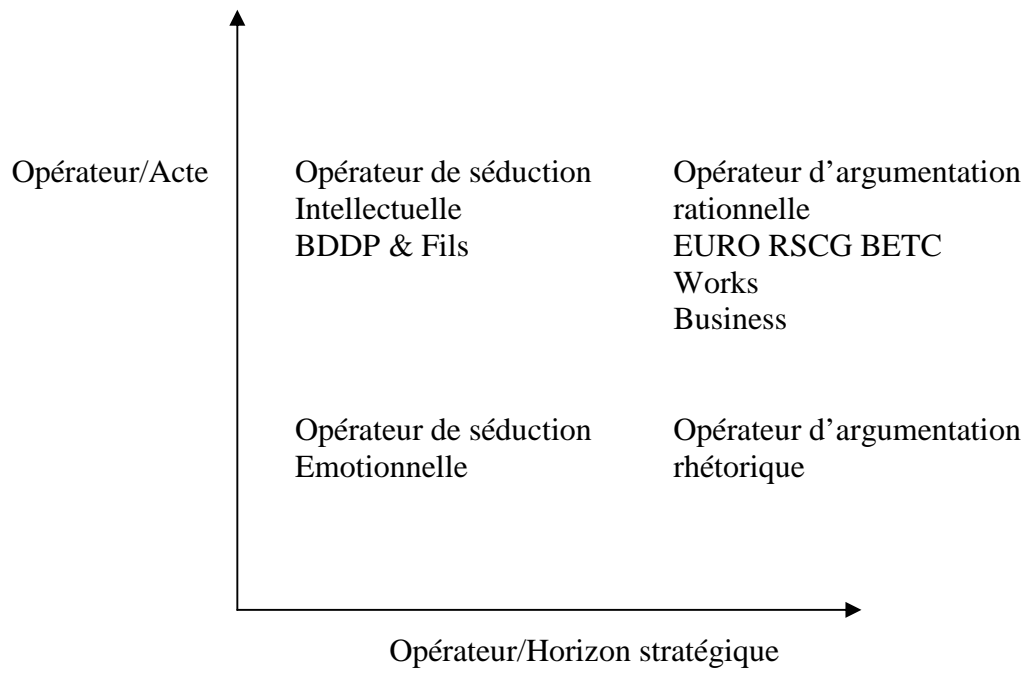 Opérateur/Acte
Opérateur de séduction
Intellectuelle
BDDP & Fils
Opérateur d’argumentation
rationnelle
EURO RSCG BETC
Works
Business
Opérateur de séduction
Emotionnelle
Opérateur d’argumentation
rhétorique
Opérateur/Horizon stratégique